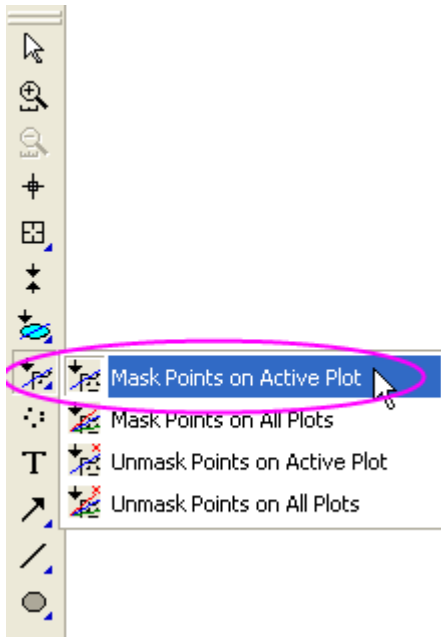 Mask Points on Active Plot
Mask Points on All Plots
Unmask Points on Active Plot
T
Unmask Points on All Plots